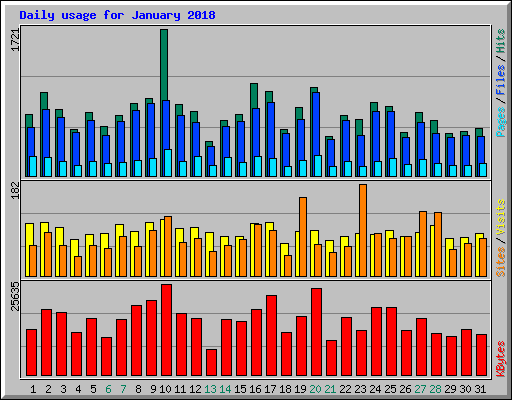 Daily usage for January 2018
1721
Pages / Files / Hits
182
Sites / Visits
25635
KBytes
1 2 3 4 5 6 7 8 9 10 11 12 13 14 15 16 17 18 19 20 21 22 23 24 25 26 27 28 29 30 31